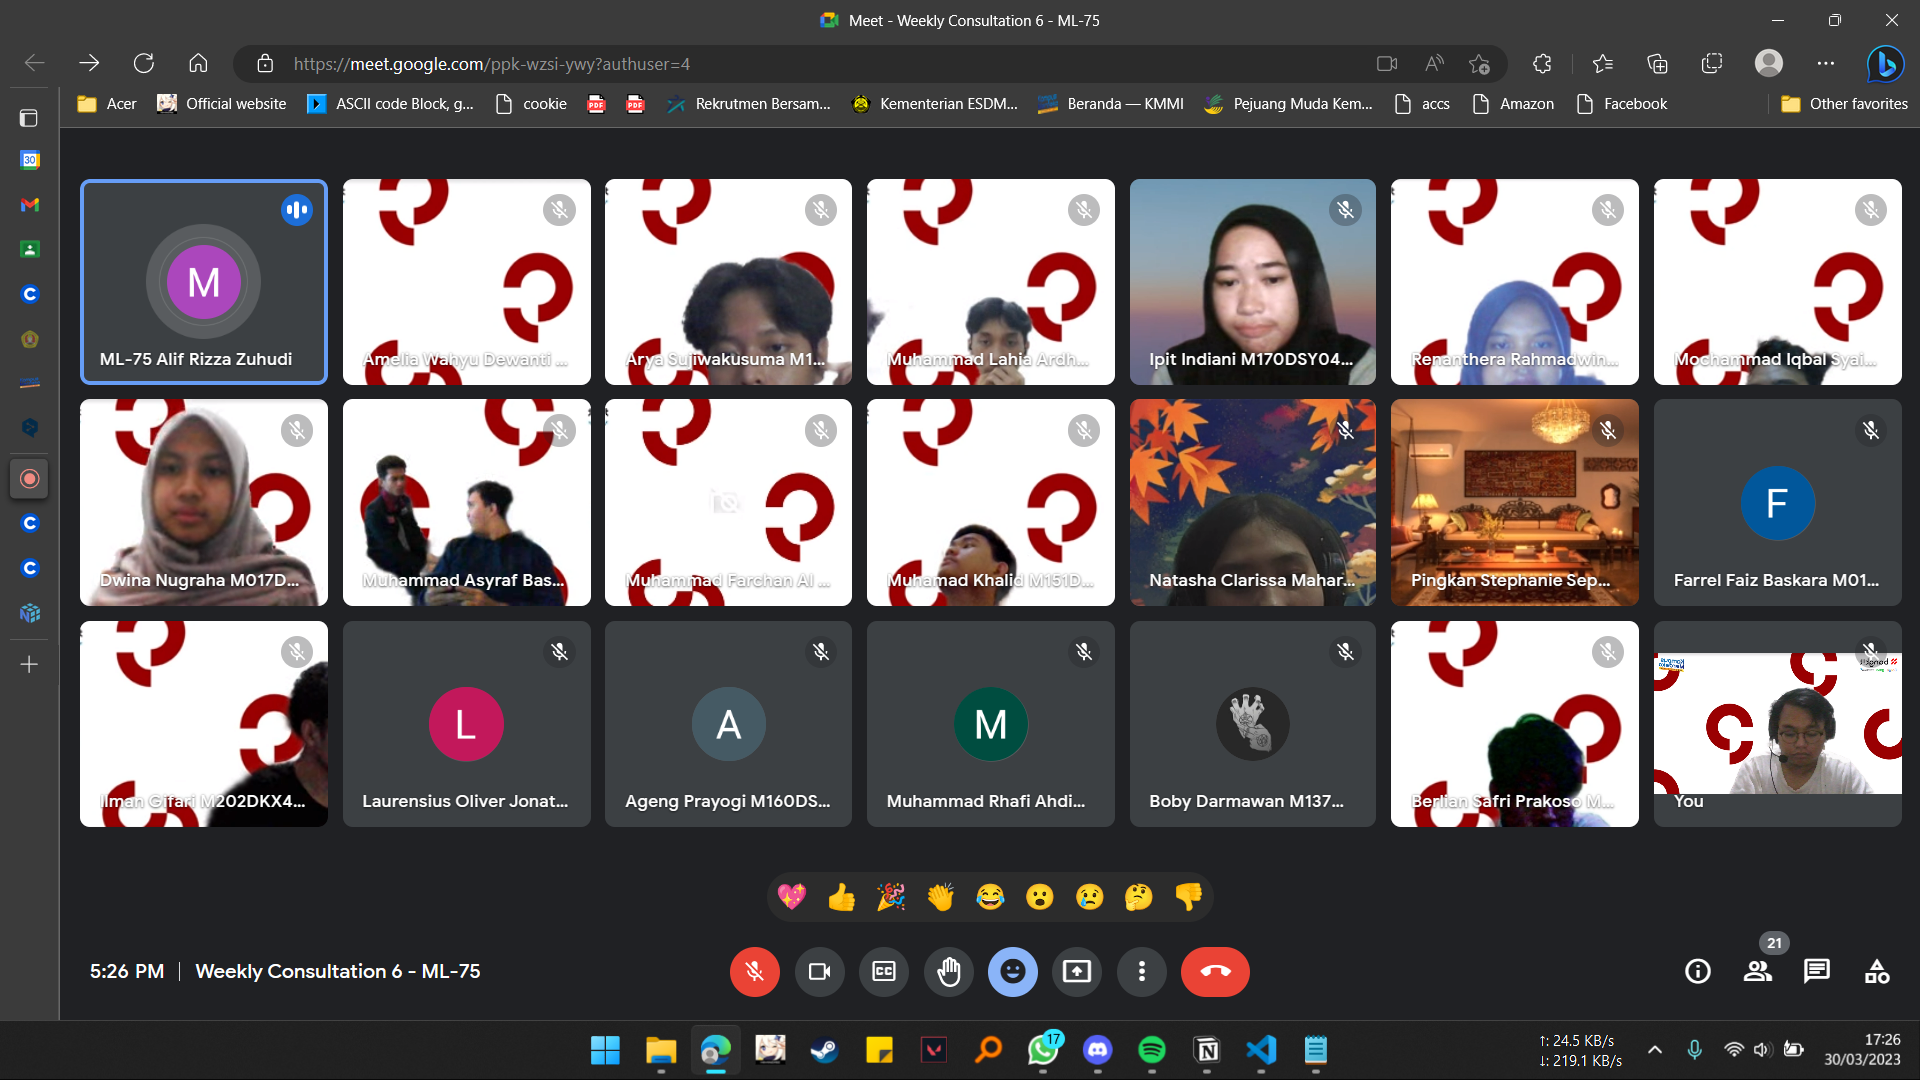 Meet - Weekly Consultation 6 - ML-75
https://meet.google.com/ppk-wzsi-ywy?authuser=4
Acer
Official website
ASCII code Block, g...
cookie
PDF
PDF
Rekrutmen Bersam...
Kementerian ESDM...
Beranda — KMMI
Pejuang Muda Kem...
accs
Amazon
Facebook
Other favorites
30
M
ML-75 Alif Rizza Zuhudi
Amelia Wahyu Dewanti ...
Arya Sujiwakusuma M1...
Muhammad Lahia Ardh...
Ipit Indiani M170DSY04...
Renanthera Rahmadwin...
Mochammad Iqbal Syai...
Dwina Nugraha M017D...
Muhammad Asyraf Bas...
Muhammad Farchan Al ...
Muhamad Khalid M151D...
Natasha Clarissa Mahar...
Pingkan Stephanie Sep...
F
Farrel Faiz Baskara M01...
Ilman Gifari M202DKX4...
L
Laurensius Oliver Jonat...
A
Ageng Prayogi M160DS...
M
Muhammad Rhafi Ahdi...
Boby Darmawan M137...
Berlian Safri Prakoso M...
You
5:26 PM | Weekly Consultation 6 - ML-75
CC
21
17
↑: 24.5 KB/s
↓: 219.1 KB/s
17:26
30/03/2023